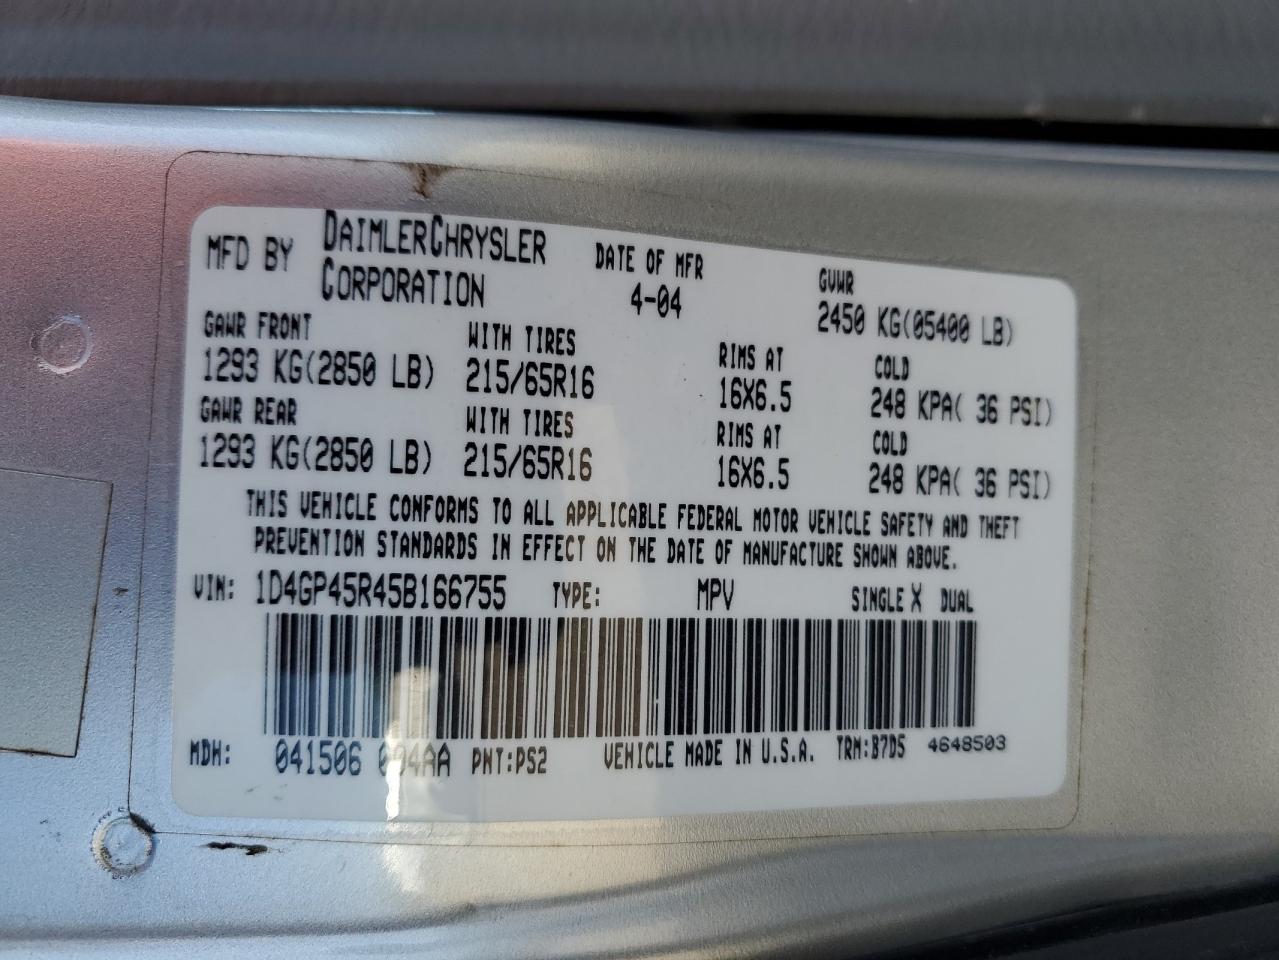 MFD BY DAIMLERCHRYSLER CORPORATION DATE OF MFR 4-04 GVWR 2450 KG(05400 LB)
GAWR FRONT WITH TIRES RIMS AT COLD
1293 KG(2850 LB) 215/65R16 16X6.5 248 KPA( 36 PSI)
GAWR REAR WITH TIRES RIMS AT COLD
1293 KG(2850 LB) 215/65R16 16X6.5 248 KPA( 36 PSI)
THIS VEHICLE CONFORMS TO ALL APPLICABLE FEDERAL MOTOR VEHICLE SAFETY AND THEFT
PREVENTION STANDARDS IN EFFECT ON THE DATE OF MANUFACTURE SHOWN ABOVE.
VIN: 1D4GP45R45B166755 TYPE: MPV SINGLE X DUAL
MDH: 041506 PNT:PS2 VEHICLE MADE IN U.S.A. TRM:B7D5 4648503